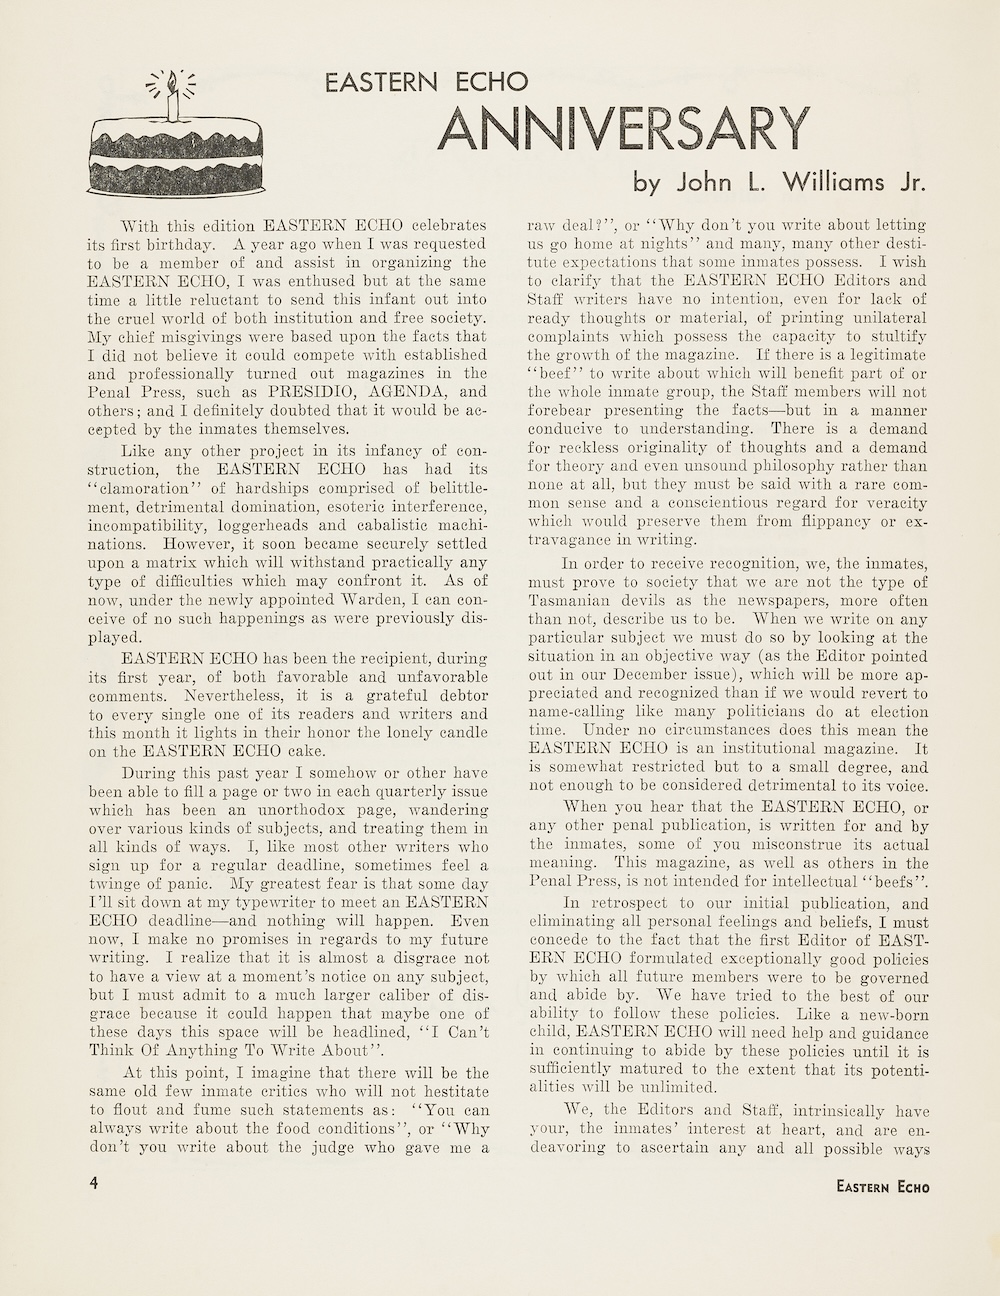 EASTERN ECHO
ANNIVERSARY
by John L. Williams Jr.
With this edition EASTERN ECHO celebrates
its first birthday. A year ago when I was requested
to be a member of and assist in organizing the
EASTERN ECHO, I was enthused but at the same
time a little reluctant to send this infant out into
the cruel world of both institution and free society.
My chief misgivings were based upon the facts that
I did not believe it could compete with established
and professionally turned out magazines in the
Penal Press, such as PRESIDIO, AGENDA, and
others; and I definitely doubted that it would be ac-
cepted by the inmates themselves.
Like any other project in its infancy of con-
struction, the EASTERN ECHO has had its
“clamoration” of hardships comprised of belittle-
ment, detrimental domination, esoteric interference,
incompatibility, loggerheads and cabalistic machi-
nations. However, it soon became securely settled
upon a matrix which will withstand practically any
type of difficulties which may confront it. As of
now, under the newly appointed Warden, I can con-
ceive of no such happenings as were previously dis-
played.
EASTERN ECHO has been the recipient, during
its first year, of both favorable and unfavorable
comments. Nevertheless, it is a grateful debtor
to every single one of its readers and writers and
this month it lights in their honor the lonely candle
on the EASTERN ECHO cake.
During this past year I somehow or other have
been able to fill a page or two in each quarterly issue
which has been an unorthodox page, wandering
over various kinds of subjects, and treating them in
all kinds of ways. I, like most other writers who
sign up for a regular deadline, sometimes feel a
twinge of panic. My greatest fear is that some day
I’ll sit down at my typewriter to meet an EASTERN
ECHO deadline—and nothing will happen. Even
now, I make no promises in regards to my future
writing. I realize that it is almost a disgrace not
to have a view at a moment’s notice on any subject,
but I must admit to a much larger caliber of dis-
grace because it could happen that maybe one of
these days this space will be headlined, “I Can’t
Think Of Anything To Write About”.
At this point, I imagine that there will be the
same old few inmate critics who will not hestitate
to flout and fume such statements as: “You can
always write about the food conditions”, or “Why
don’t you write about the judge who gave me a
raw deal?”, or “Why don’t you write about letting
us go home at nights” and many, many other desti-
tute expectations that some inmates possess. I wish
to clarify that the EASTERN ECHO Editors and
Staff writers have no intention, even for lack of
ready thoughts or material, of printing unilateral
complaints which possess the capacity to stultify
the growth of the magazine. If there is a legitimate
“beef” to write about which will benefit part of or
the whole inmate group, the Staff members will not
forebear presenting the facts—but in a manner
conducive to understanding. There is a demand
for reckless originality of thoughts and a demand
for theory and even unsound philosophy rather than
none at all, but they must be said with a rare com-
mon sense and a conscientious regard for veracity
which would preserve them from flippancy or ex-
travagance in writing.
In order to receive recognition, we, the inmates,
must prove to society that we are not the type of
Tasmanian devils as the newspapers, more often
than not, describe us to be. When we write on any
particular subject we must do so by looking at the
situation in an objective way (as the Editor pointed
out in our December issue), which will be more ap-
preciated and recognized than if we would revert to
name-calling like many politicians do at election
time. Under no circumstances does this mean the
EASTERN ECHO is an institutional magazine. It
is somewhat restricted but to a small degree, and
not enough to be considered detrimental to its voice.
When you hear that the EASTERN ECHO, or
any other penal publication, is written for and by
the inmates, some of you misconstrue its actual
meaning. This magazine, as well as others in the
Penal Press, is not intended for intellectual “beefs”.
In retrospect to our initial publication, and
eliminating all personal feelings and beliefs, I must
concede to the fact that the first Editor of EAST-
ERN ECHO formulated exceptionally good policies
by which all future members were to be governed
and abide by. We have tried to the best of our
ability to follow these policies. Like a new-born
child, EASTERN ECHO will need help and guidance
in continuing to abide by these policies until it is
sufficiently matured to the extent that its potenti-
alities will be unlimited.
We, the Editors and Staff, intrinsically have
your, the inmates’ interest at heart, and are en-
deavoring to ascertain any and all possible ways
4
EASTERN ECHO